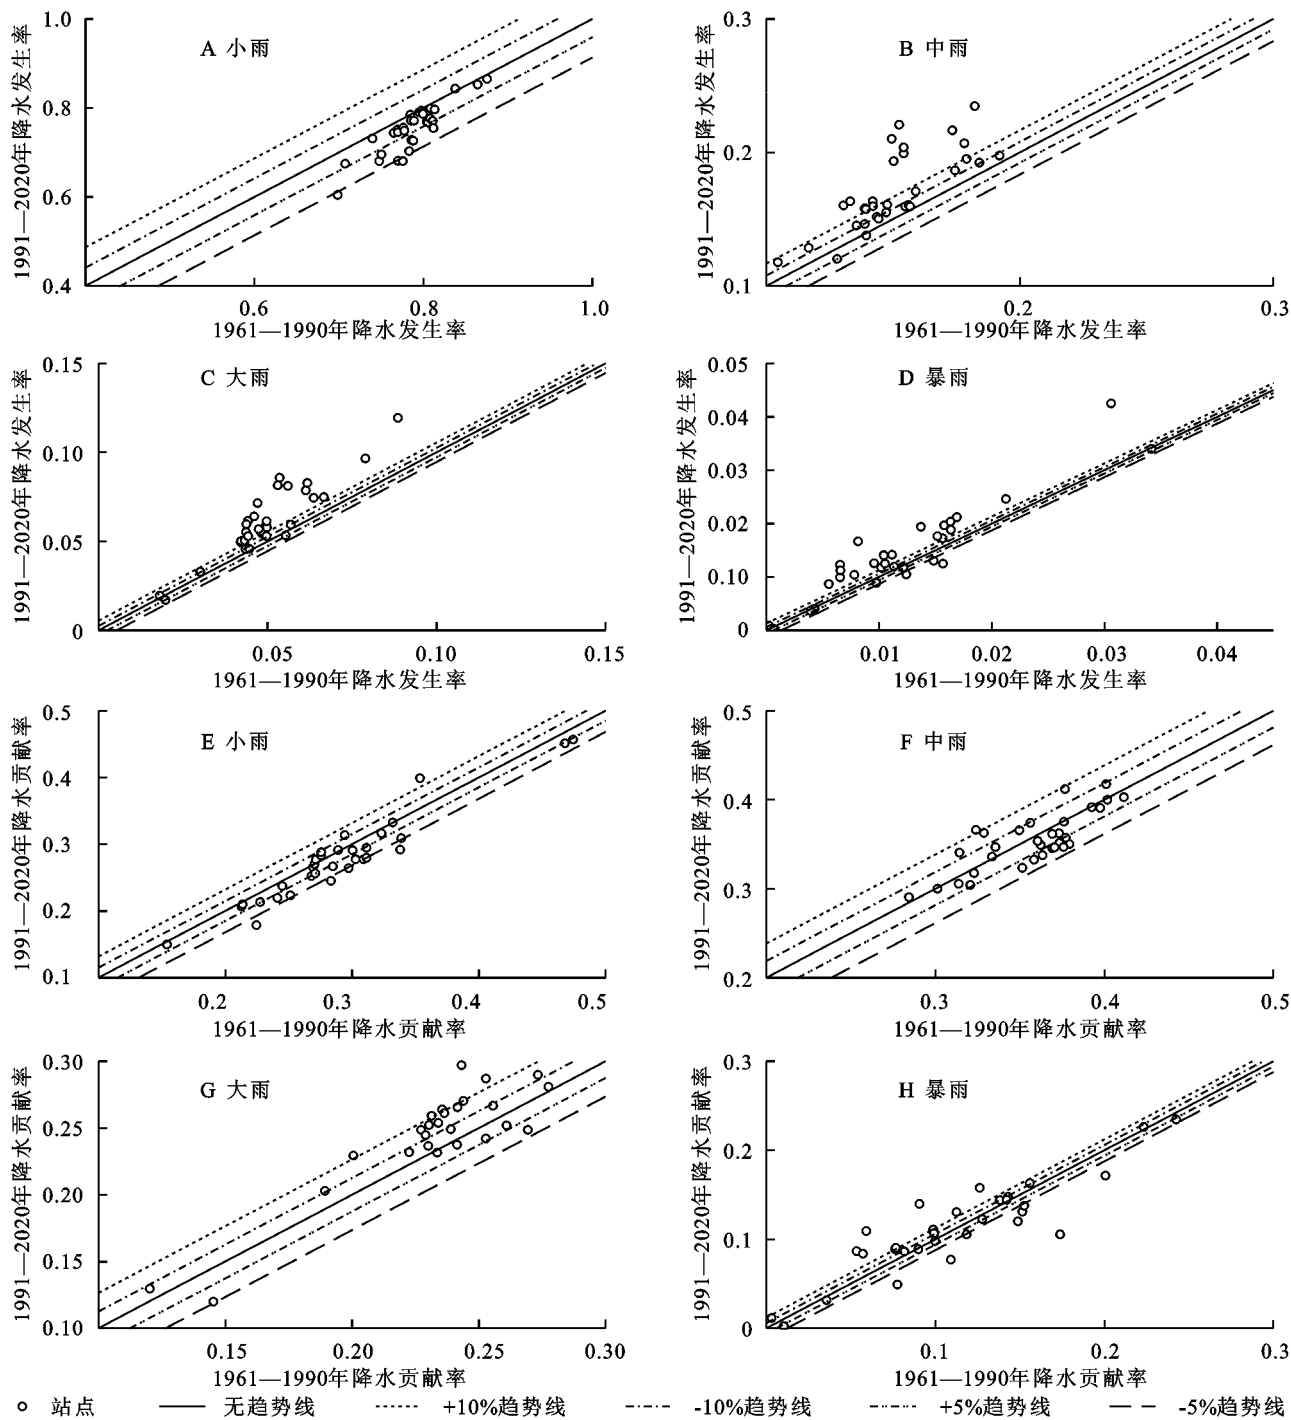 1.0
0.8
0.6
0.4
1991—2020年降水发生率
A 小雨
0.6
0.8
1.0
1961—1990年降水发生率
0.3
0.2
0.1
1991—2020年降水发生率
B 中雨
0.2
0.3
1961—1990年降水发生率
0.15
0.10
0.05
0
1991—2020年降水发生率
C 大雨
0.05
0.10
0.15
1961—1990年降水发生率
0.05
0.04
0.03
0.02
0.10
0
1991—2020年降水发生率
D 暴雨
0.01
0.02
0.03
0.04
1961—1990年降水发生率
0.5
0.4
0.3
0.2
0.1
1991—2020年降水贡献率
E 小雨
0.2
0.3
0.4
0.5
1961—1990年降水贡献率
0.5
0.4
0.3
0.2
1991—2020年降水贡献率
F 中雨
0.3
0.4
0.5
1961—1990年降水贡献率
0.30
0.25
0.20
0.15
0.10
1991—2020年降水贡献率
G 大雨
0.15
0.20
0.25
0.30
1961—1990年降水贡献率
0.3
0.2
0.1
0
1991—2020年降水贡献率
H 暴雨
0.1
0.2
0.3
1961—1990年降水贡献率
站点 无趋势线 +10%趋势线 -10%趋势线 +5%趋势线 -5%趋势线